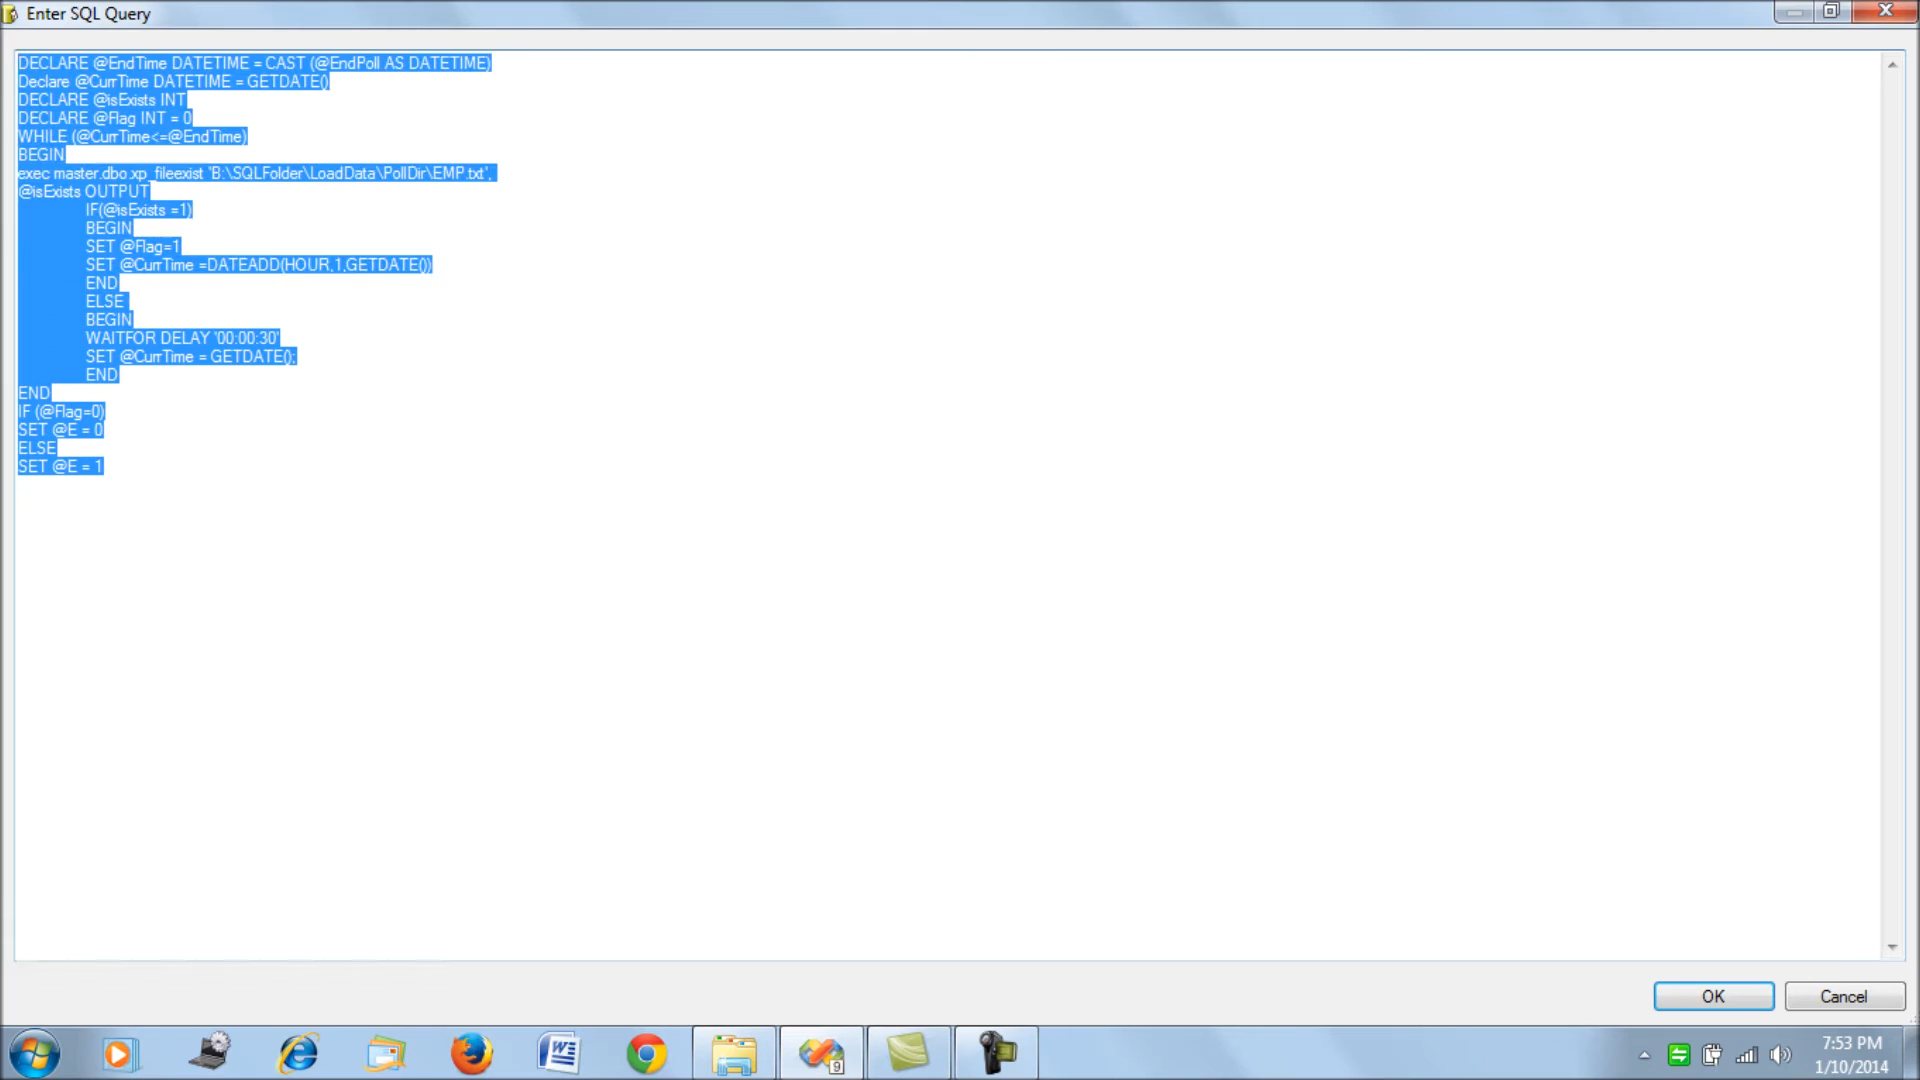 Enter SQL Query
DECLARE @EndTime DATETIME = CAST (@EndPoll AS DATETIME)
Declare @CurrTime DATETIME = GETDATE()
DECLARE @isExists INT
DECLARE @Flag INT = 0
WHILE (@CurrTime<=@EndTime)
BEGIN
exec master.dbo.xp_fileexist 'B:\SQLFolder\LoadData\PollDir\EMP.txt',
@isExists OUTPUT
IF(@isExists =1)
BEGIN
SET @Flag=1
SET @CurrTime =DATEADD(HOUR,1,GETDATE())
END
ELSE
BEGIN
WAITFOR DELAY '00:00:30'
SET @CurrTime = GETDATE();
END
END
IF (@Flag=0)
SET @E = 0
ELSE
SET @E = 1
OK
Cancel
9
7:53 PM
1/10/2014